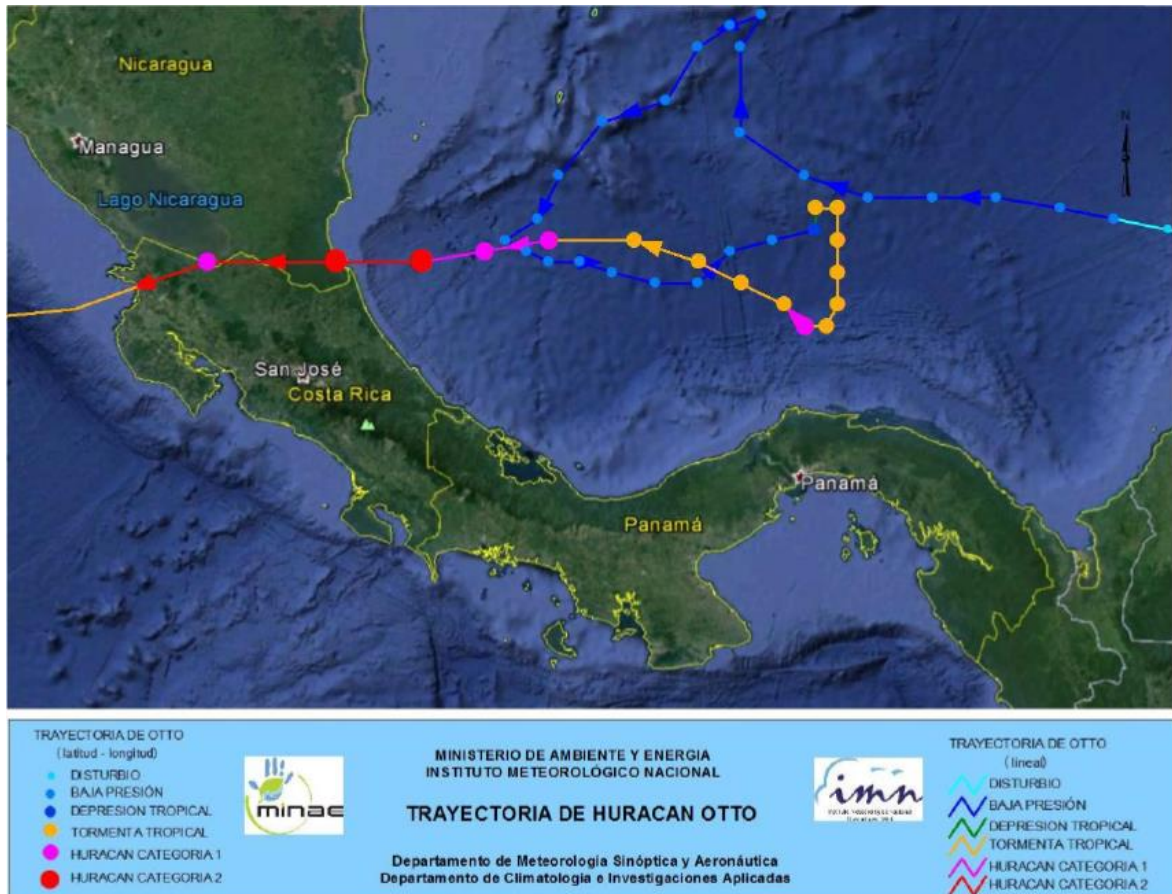 Nicaragua
Managua
Lago Nicaragua
N
San José
Costa Rica
Panamá
Panamá
TRAYECTORIA DE OTTO
(latitud - longitud)
DISTURBIO
BAJA PRESIÓN
DEPRESION TROPICAL
TORMENTA TROPICAL
HURACAN CATEGORIA 1
HURACAN CATEGORIA 2
minae
MINISTERIO DE AMBIENTE Y ENERGIA
INSTITUTO METEOROLÓGICO NACIONAL
TRAYECTORIA DE HURACAN OTTO
Departamento de Meteorología Sinóptica y Aeronáutica
Departamento de Climatologia e Investigaciones Aplicadas
imn
TRAYECTORIA DE OTTO
(lineal)
DISTURBIO
BAJA PRESIÓN
DEPRESION TROPICAL
TORMENTA TROPICAL
HURACAN CATEGORIA 1
HURACAN CATEGORIA 2